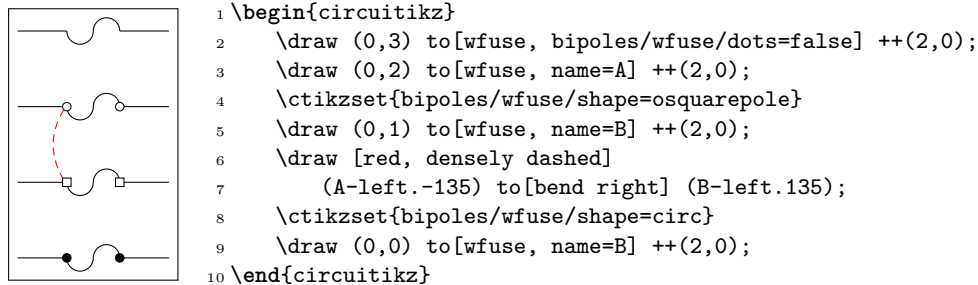 1 \begin{circuitikz}
2     \draw (0,3) to[wfuse, bipoles/wfuse/dots=false] ++(2,0);
3     \draw (0,2) to[wfuse, name=A] ++(2,0);
4     \ctikzset{bipoles/wfuse/shape=osquarepole}
5     \draw (0,1) to[wfuse, name=B] ++(2,0);
6     \draw [red, densely dashed]
7         (A-left.-135) to[bend right] (B-left.135);
8     \ctikzset{bipoles/wfuse/shape=circ}
9     \draw (0,0) to[wfuse, name=B] ++(2,0);
10 \end{circuitikz}